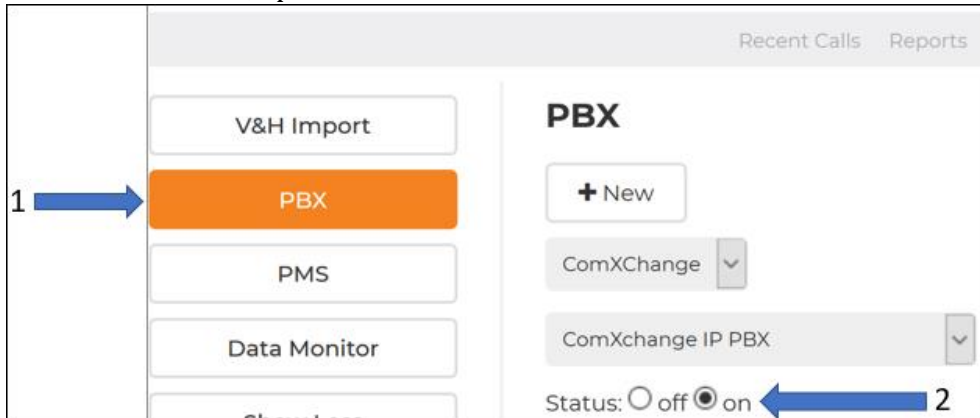 Recent Calls Reports
V&H Import
PBX
PMS
Data Monitor
1
PBX
+ New
ComXChange
ComXchange IP PBX
Status: off on
2